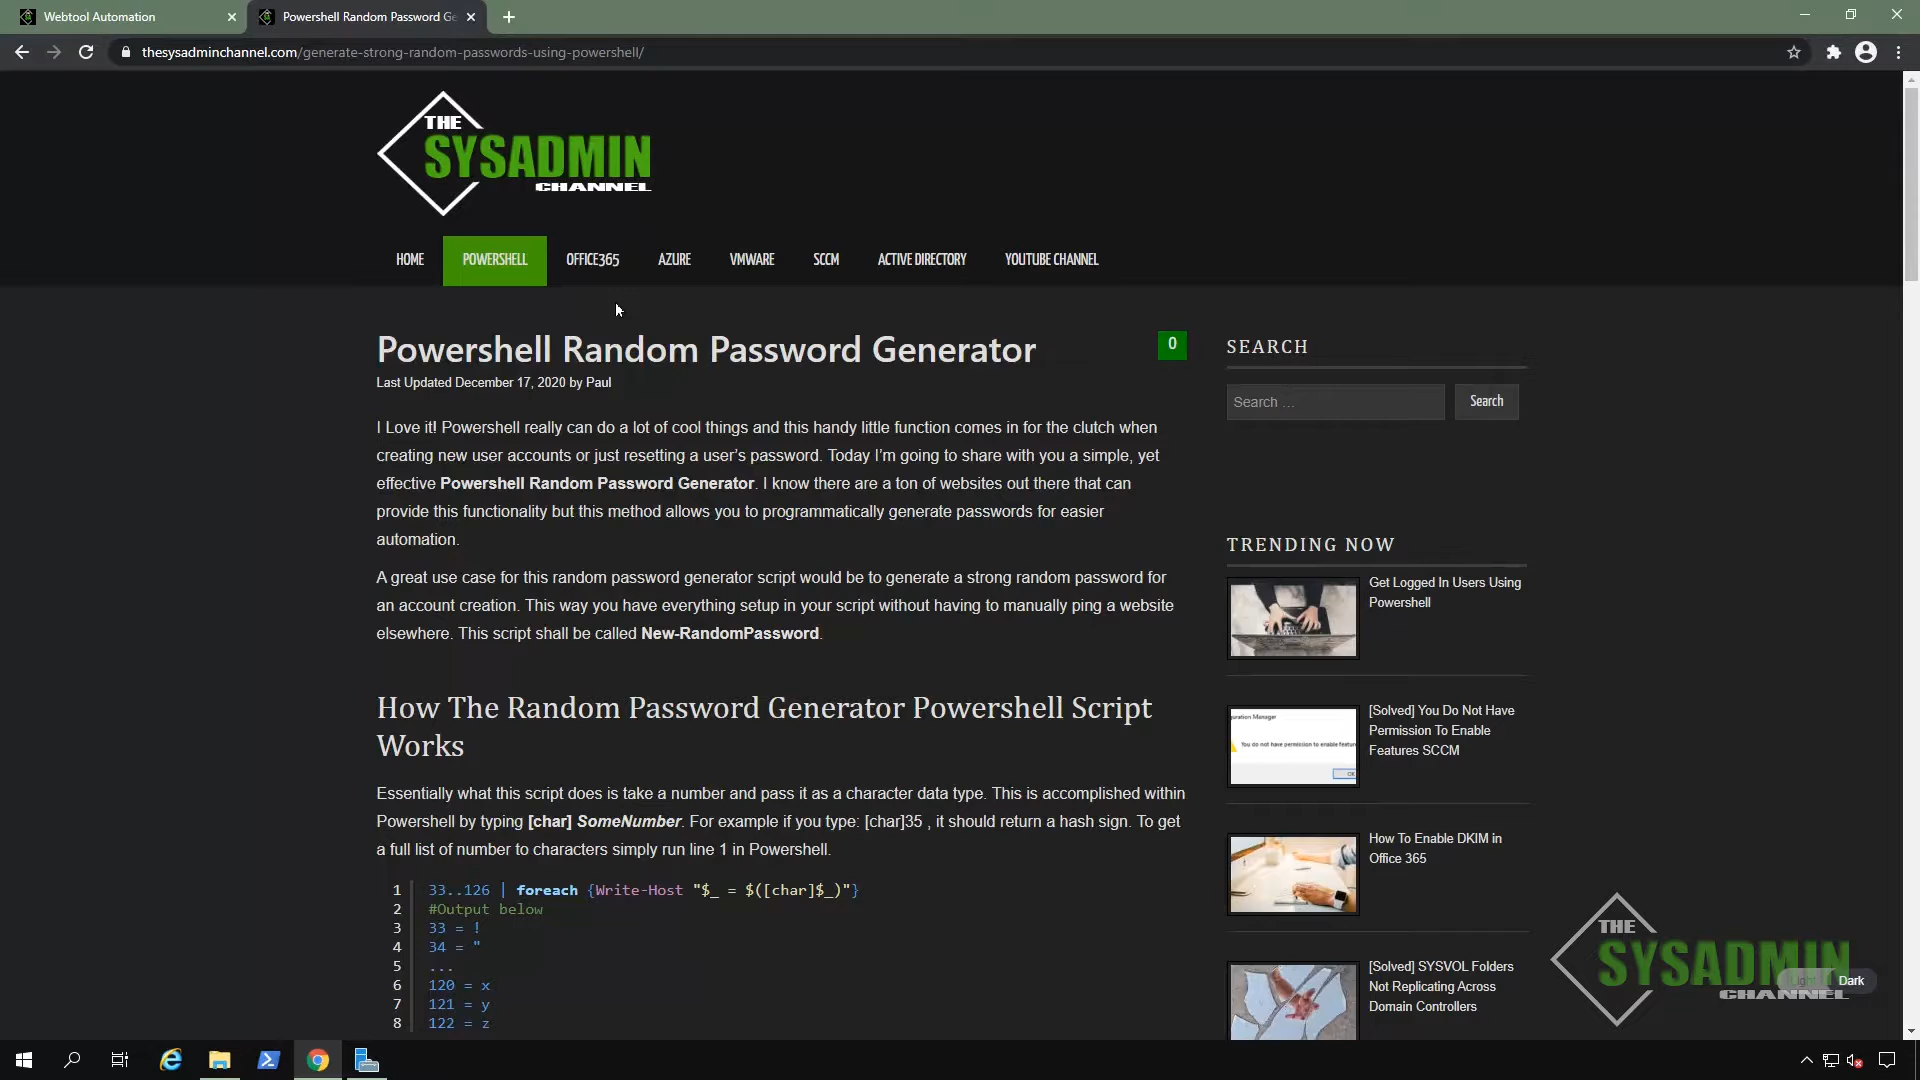 Webtool Automation
Powershell Random Password Ge
thesysadminchannel.com/generate-strong-random-passwords-using-powershell/
THE
SYSADMIN
CHANNEL
HOME
POWERSHELL
OFFICE365
AZURE
VMWARE
SCCM
ACTIVE DIRECTORY
YOUTUBE CHANNEL
Powershell Random Password Generator
0
Last Updated December 17, 2020 by Paul
I Love it! Powershell really can do a lot of cool things and this handy little function comes in for the clutch when
creating new user accounts or just resetting a user's password. Today I'm going to share with you a simple, yet
effective Powershell Random Password Generator. I know there are a ton of websites out there that can
provide this functionality but this method allows you to programmatically generate passwords for easier
automation.
A great use case for this random password generator script would be to generate a strong random password for
an account creation. This way you have everything setup in your script without having to manually ping a website
elsewhere. This script shall be called New-RandomPassword.
How The Random Password Generator Powershell Script
Works
Essentially what this script does is take a number and pass it as a character data type. This is accomplished within
Powershell by typing [char] SomeNumber. For example if you type: [char]35 , it should return a hash sign. To get
a full list of number to characters simply run line 1 in Powershell.
1 33..126 | foreach {Write-Host "$_ = $([char]$_)"}
2 #Output below
3 33 = !
4 34 = "
5 ...
6 120 = x
7 121 = y
8 122 = z
SEARCH
Search ...
Search
TRENDING NOW
Get Logged In Users Using
Powershell
uration Manager
You do not have permission to enable feature
OK
[Solved] You Do Not Have
Permission To Enable
Features SCCM
How To Enable DKIM in
Office 365
[Solved] SYSVOL Folders
Not Replicating Across
Domain Controllers
THE
SYSADMIN
CHANNEL
Light
Dark